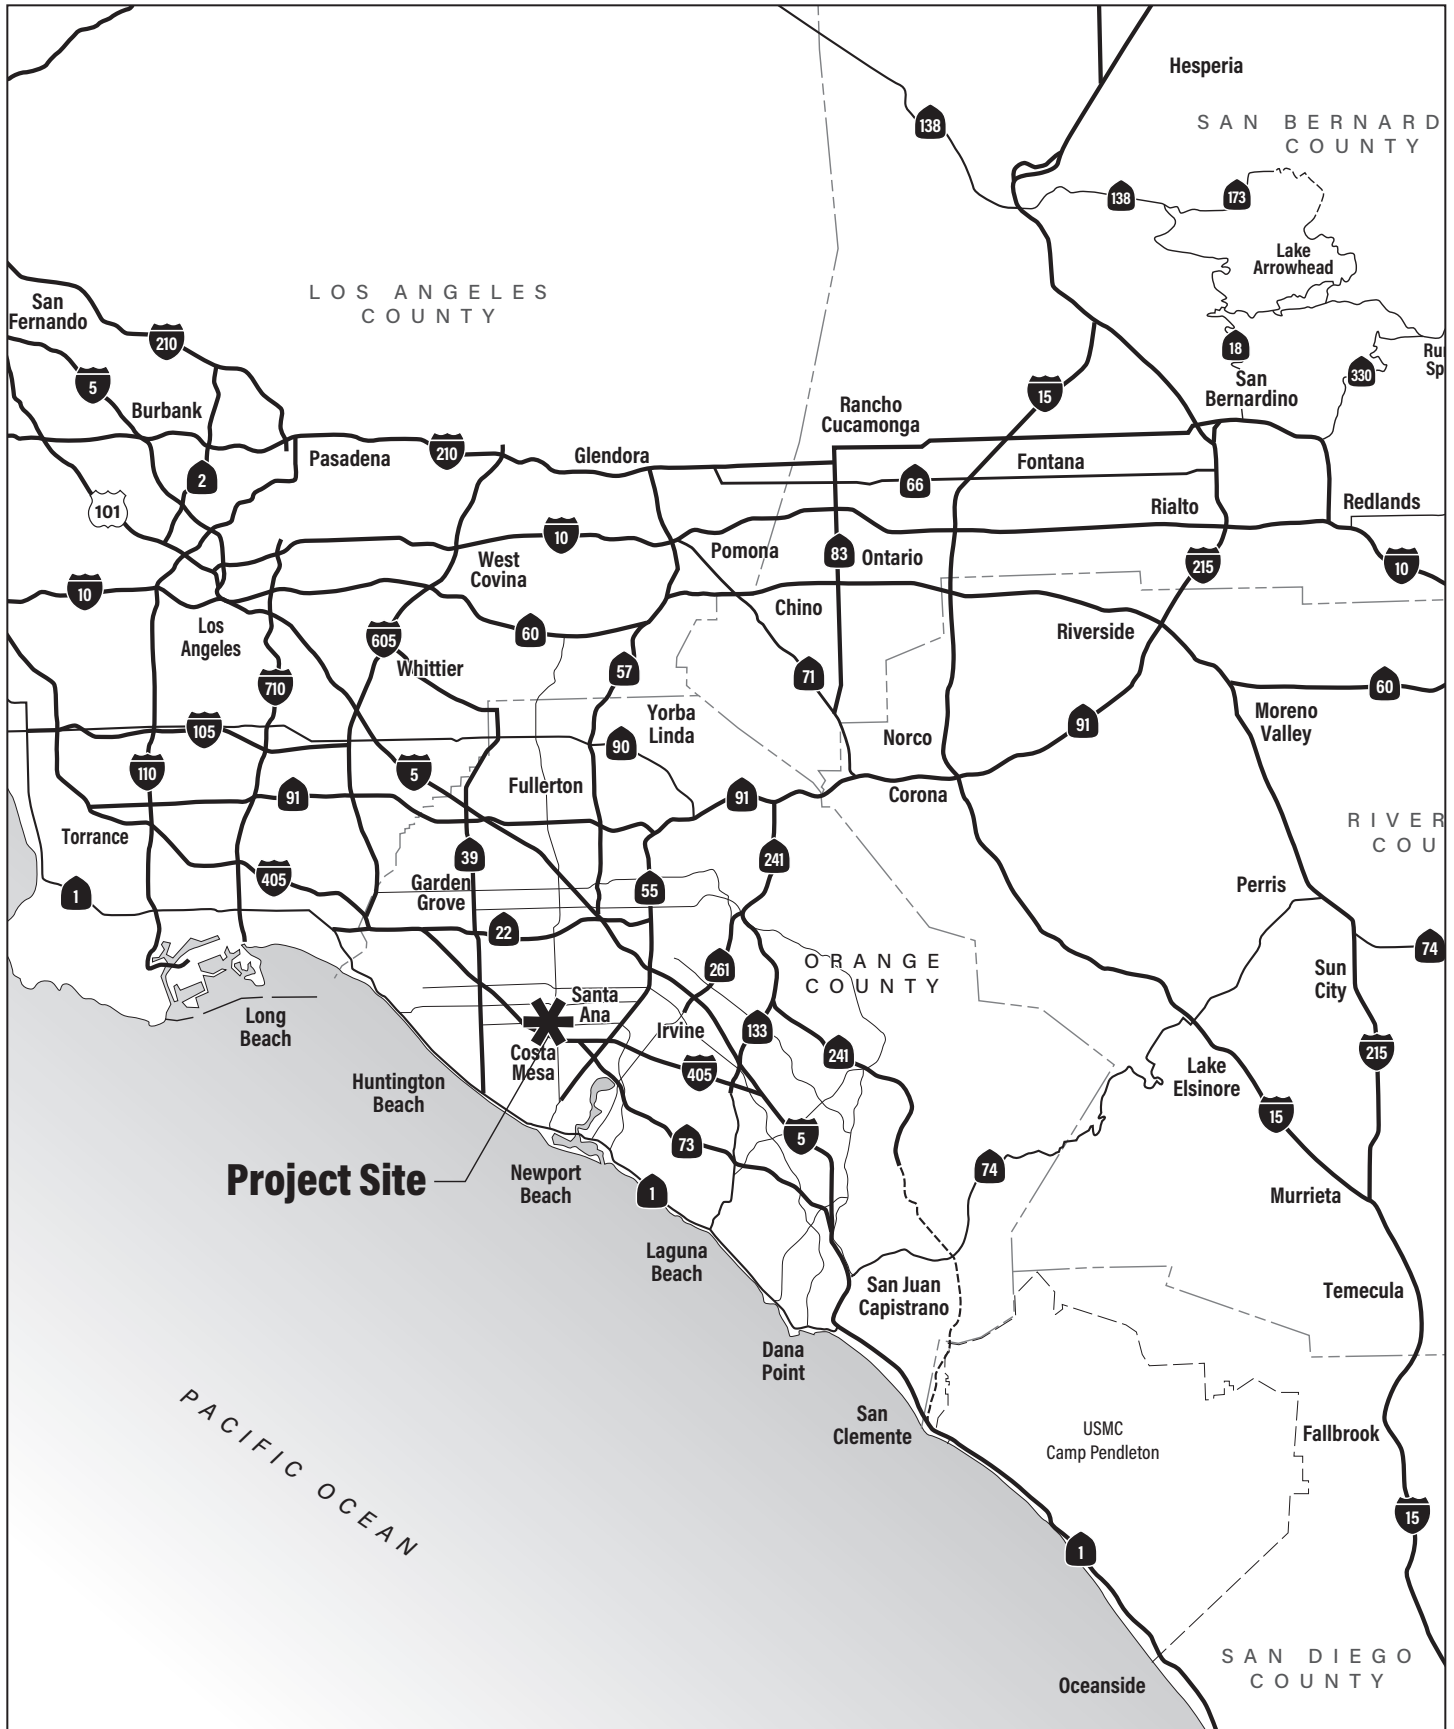 Hesperia
SAN BERNARD
COUNTY
138
138
173
Lake
Arrowhead
LOS ANGELES
COUNTY
San
Fernando
210
5
18
330
Ru
Sp
San
Bernardino
15
Burbank
Rancho
Cucamonga
Pasadena
210
Glendora
Fontana
2
66
101
Rialto
Redlands
10
West
Covina
Pomona
83
Ontario
215
10
10
Chino
Los
Angeles
605
60
Riverside
Whittier
57
71
710
60
Yorba
Linda
Moreno
Valley
105
90
Norco
91
110
5
Fullerton
91
91
Corona
Torrance
RIVER
COU
39
241
405
Garden
Grove
55
Perris
1
22
74
261
ORANGE
COUNTY
Sun
City
Santa
Ana
Long
Beach
Irvine
133
241
215
Costa
Mesa
405
Lake
Elsinore
Huntington
Beach
15
73
5
Project Site
Newport
Beach
74
1
Murrieta
Laguna
Beach
San Juan
Capistrano
Temecula
Dana
Point
San
Clemente
USMC
Camp Pendleton
Fallbrook
PACIFIC OCEAN
15
1
SAN DIEGO
COUNTY
Oceanside